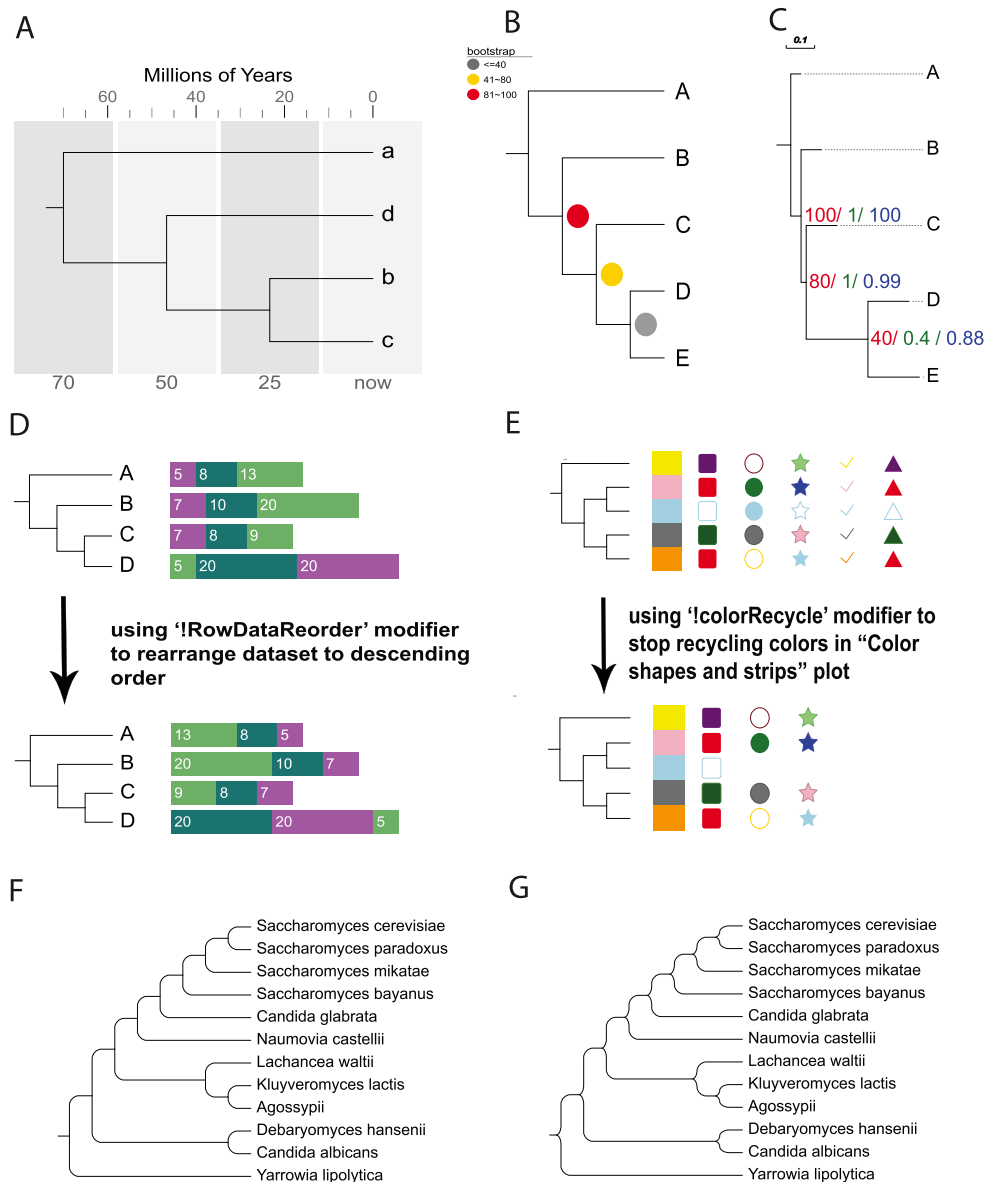 A
Millions of Years
60 40 20 0
a
d
b
c
70 50 25 now
B
bootstrap
<=40
41~80
81~100
A
B
C
D
E
C
0.1
A
B
100/ 1/ 100
C
80/ 1/ 0.99
D
40/ 0.4 / 0.88
E
D
A 5 8 13
B 7 10 20
C 7 8 9
D 5 20 20
using '!RowDataReorder' modifier
to rearrange dataset to descending
order
A 13 8 5
B 20 10 7
C 9 8 7
D 20 20 5
E
using '!colorRecycle' modifier to
stop recycling colors in “Color
shapes and strips” plot
F
Saccharomyces cerevisiae
Saccharomyces paradoxus
Saccharomyces mikatae
Saccharomyces bayanus
Candida glabrata
Naumovia castellii
Lachancea waltii
Kluyveromyces lactis
Agossypii
Debaryomyces hansenii
Candida albicans
Yarrowia lipolytica
G
Saccharomyces cerevisiae
Saccharomyces paradoxus
Saccharomyces mikatae
Saccharomyces bayanus
Candida glabrata
Naumovia castellii
Lachancea waltii
Kluyveromyces lactis
Agossypii
Debaryomyces hansenii
Candida albicans
Yarrowia lipolytica